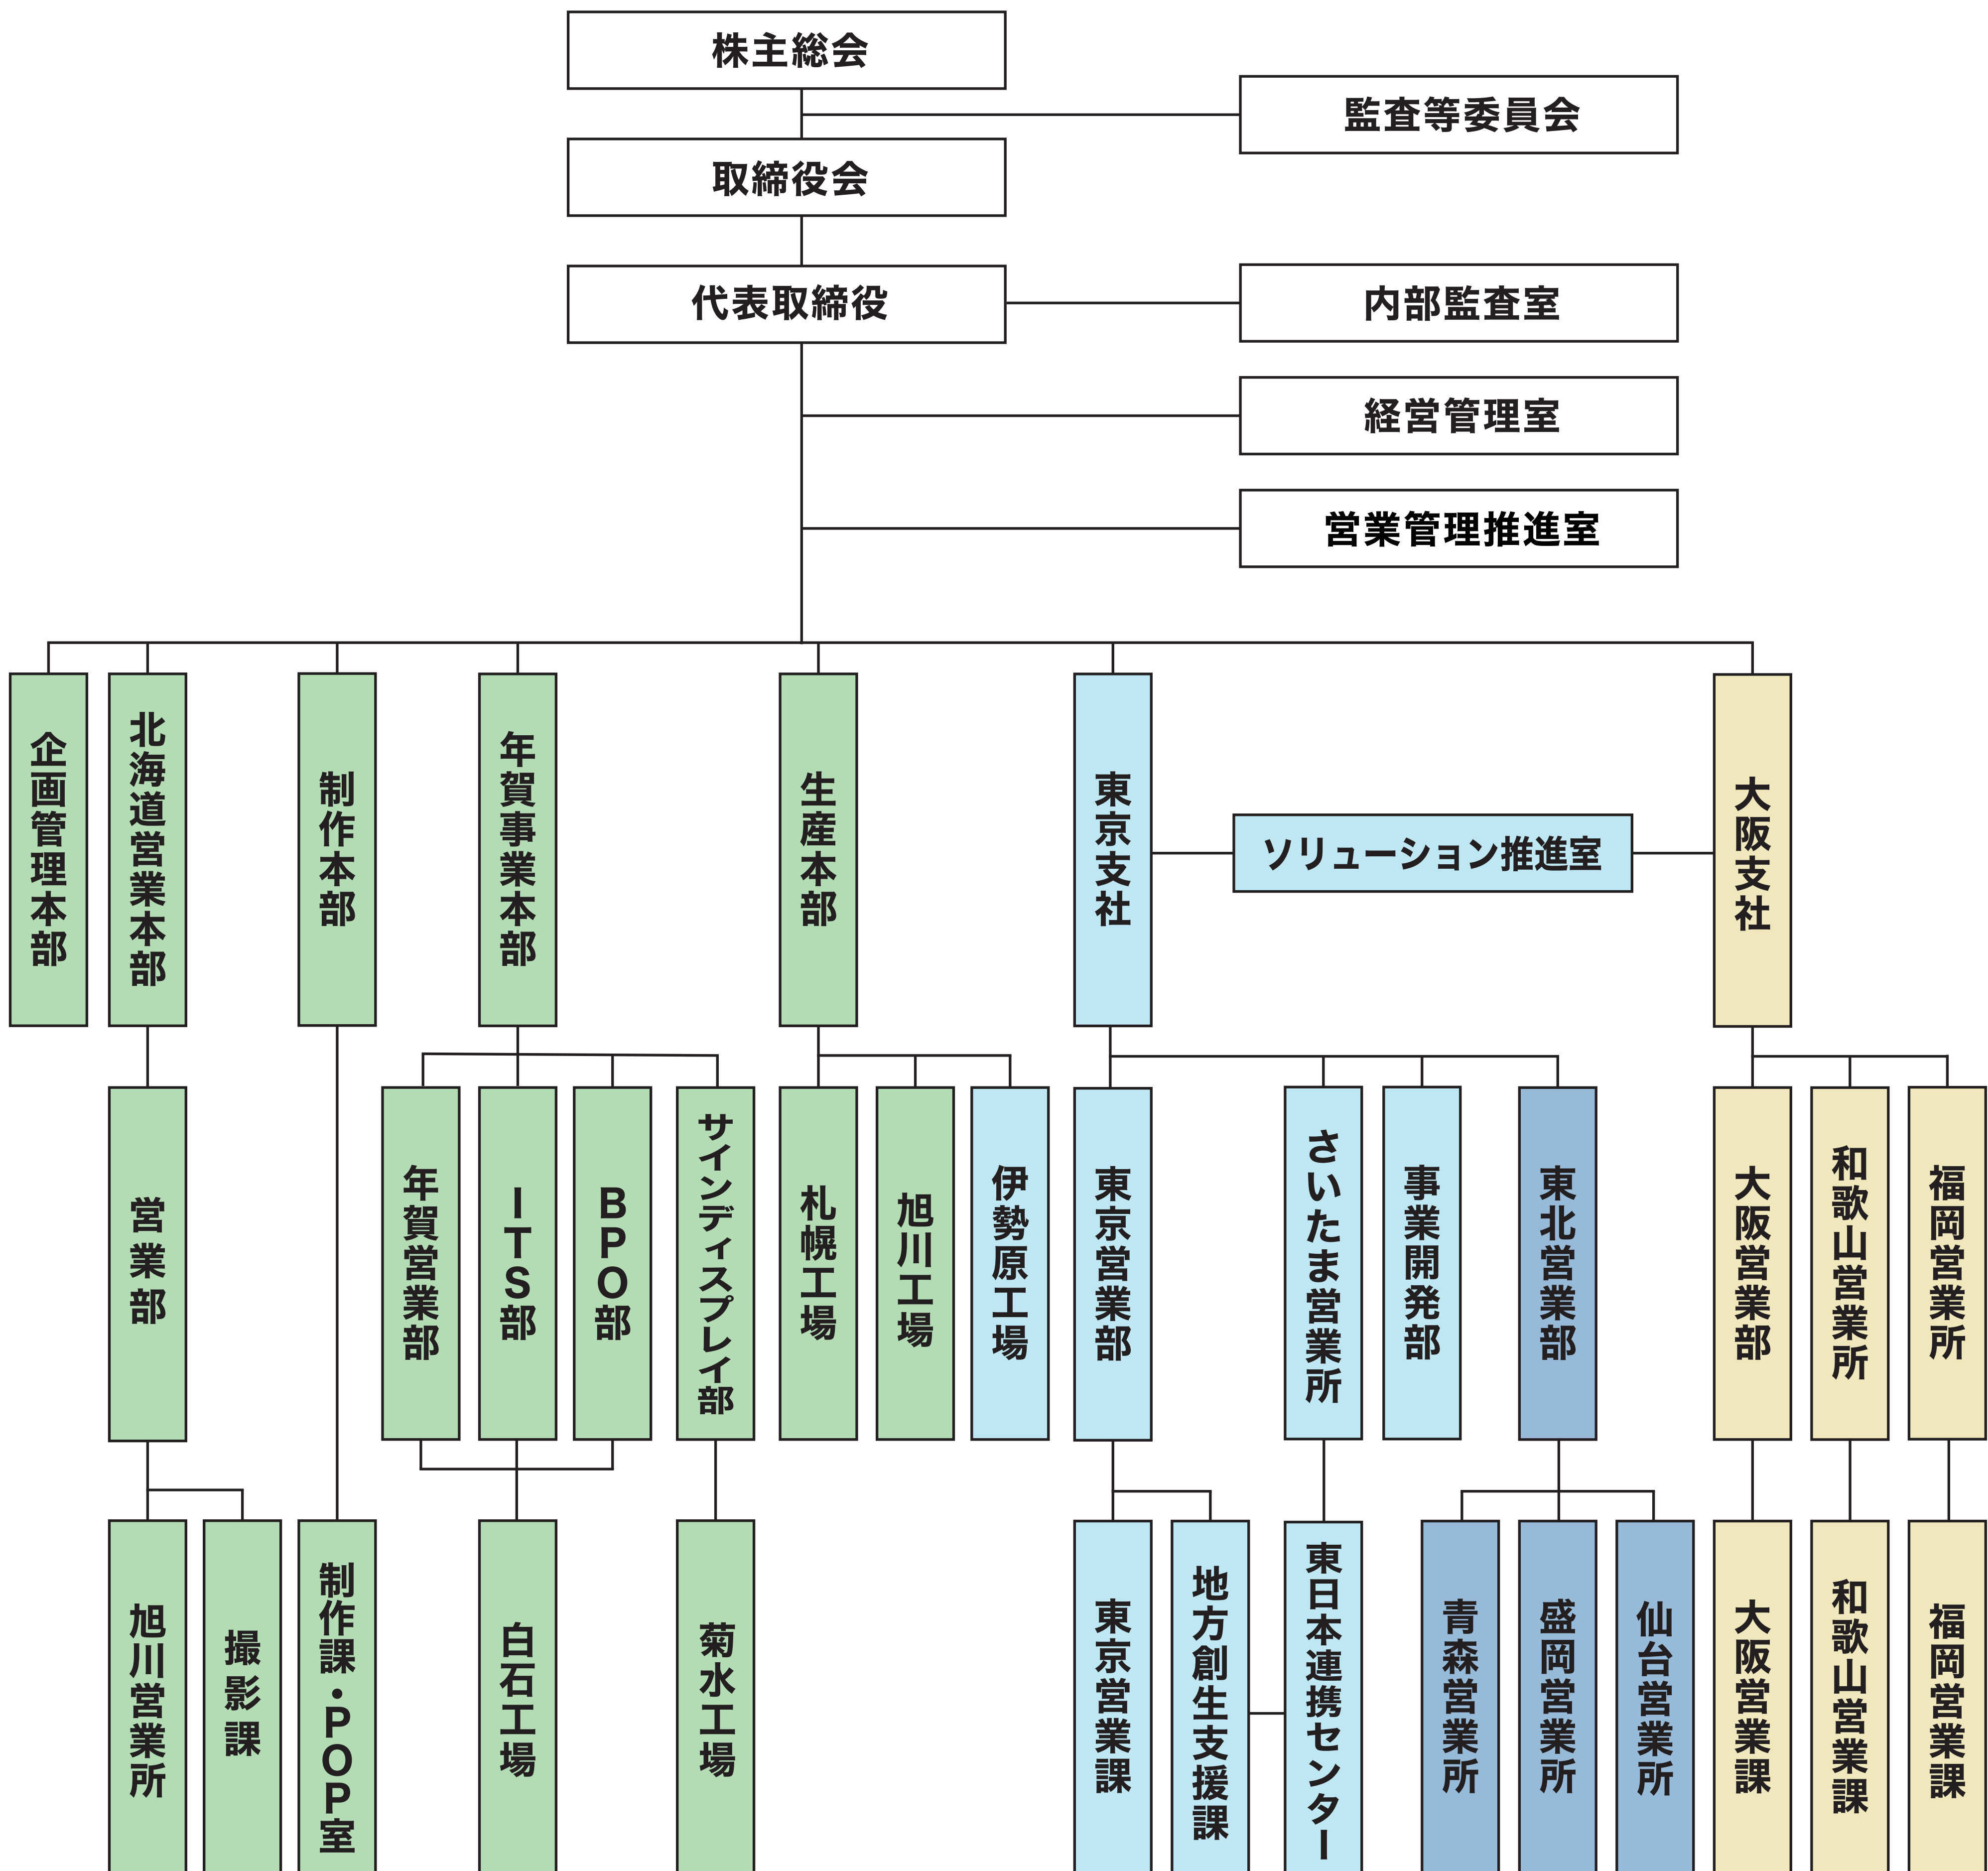 株主総会
監査等委員会
取締役会
代表取締役
内部監査室
経営管理室
営業管理推進室
企画管理本部
北海道営業本部
制作本部
年賀事業本部
生産本部
東京支社
ソリューション推進室
大阪支社
営業部
年賀営業部
ITS部
BPO部
サインディスプレイ部
札幌工場
旭川工場
伊勢原工場
東京営業部
さいたま営業所
事業開発部
東北営業部
大阪営業部
和歌山営業所
福岡営業所
旭川営業所
撮影課
制作課・POP室
白石工場
菊水工場
東京営業課
地方創生支援課
東日本連携センター
青森営業所
盛岡営業所
仙台営業所
大阪営業課
和歌山営業課
福岡営業課